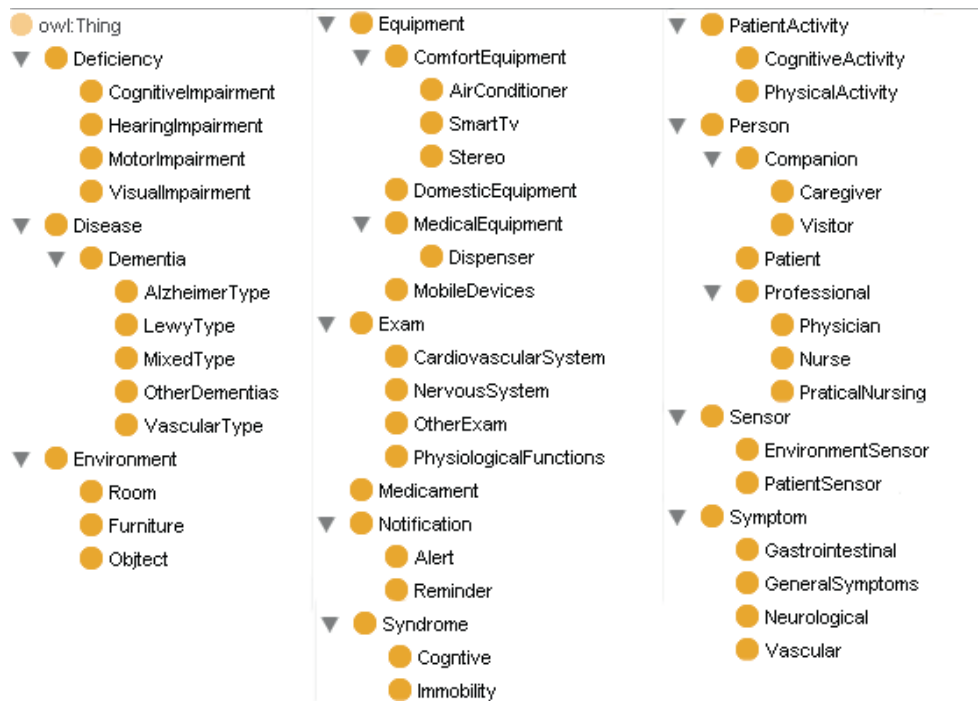 owl:Thing
Deficiency
CognitiveImpairment
HearingImpairment
MotorImpairment
VisualImpairment
Disease
Dementia
AlzheimerType
LewyType
MixedType
OtherDementias
VascularType
Environment
Room
Furniture
Objtect
Equipment
ComfortEquipment
AirConditioner
SmartTv
Stereo
DomesticEquipment
MedicalEquipment
Dispenser
MobileDevices
Exam
CardiovascularSystem
NervousSystem
OtherExam
PhysiologicalFunctions
Medicament
Notification
Alert
Reminder
Syndrome
Cogntive
Immobility
PatientActivity
CognitiveActivity
PhysicalActivity
Person
Companion
Caregiver
Visitor
Patient
Professional
Physician
Nurse
PraticalNursing
Sensor
EnvironmentSensor
PatientSensor
Symptom
Gastrointestinal
GeneralSymptoms
Neurological
Vascular